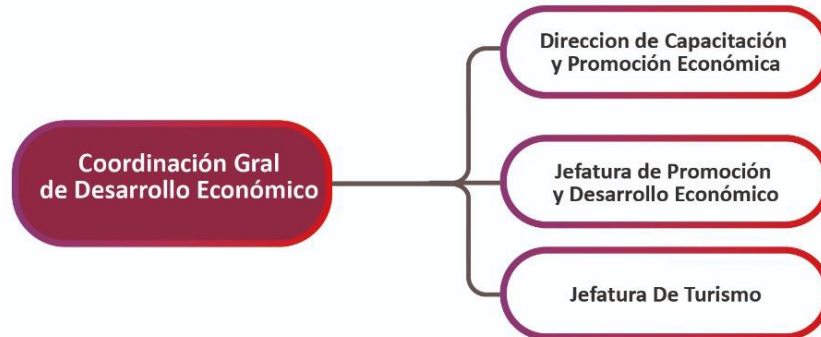 Direccion de Capacitación
y Promoción Económica
Coordinación Gral
de Desarrollo Económico
Jefatura de Promoción
y Desarrollo Económico
Jefatura De Turismo